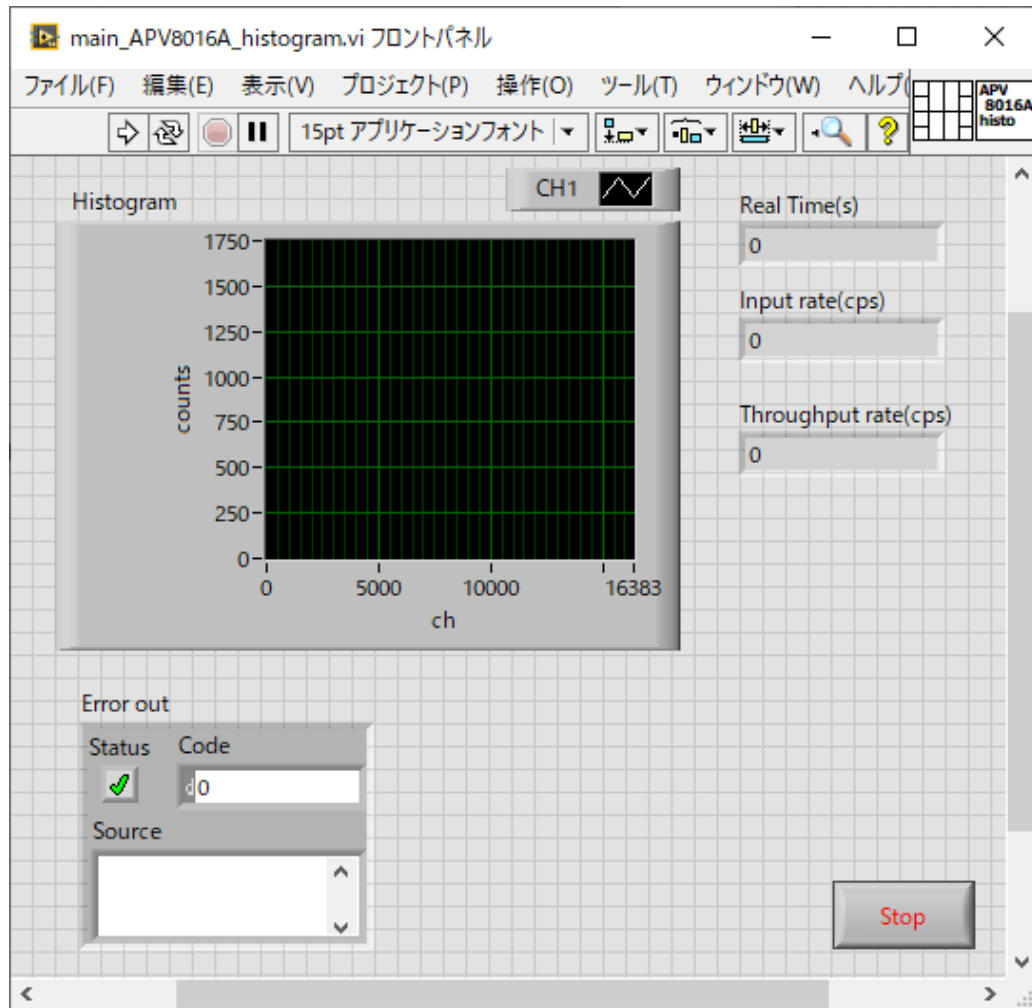 main_APV8016A_histogram.vi フロントパネル
ファイル(F) 編集(E) 表示(V) プロジェクト(P) 操作(O) ツール(T) ウィンドウ(W) ヘルプ(
APV
8016A
histo
15pt アプリケーションフォント
Histogram
CH1
1750
1500
1250
1000
750
500
250
0
counts
0 5000 10000 16383
ch
Real Time(s)
0
Input rate(cps)
0
Throughput rate(cps)
0
Error out
Status Code
d0
Source
Stop